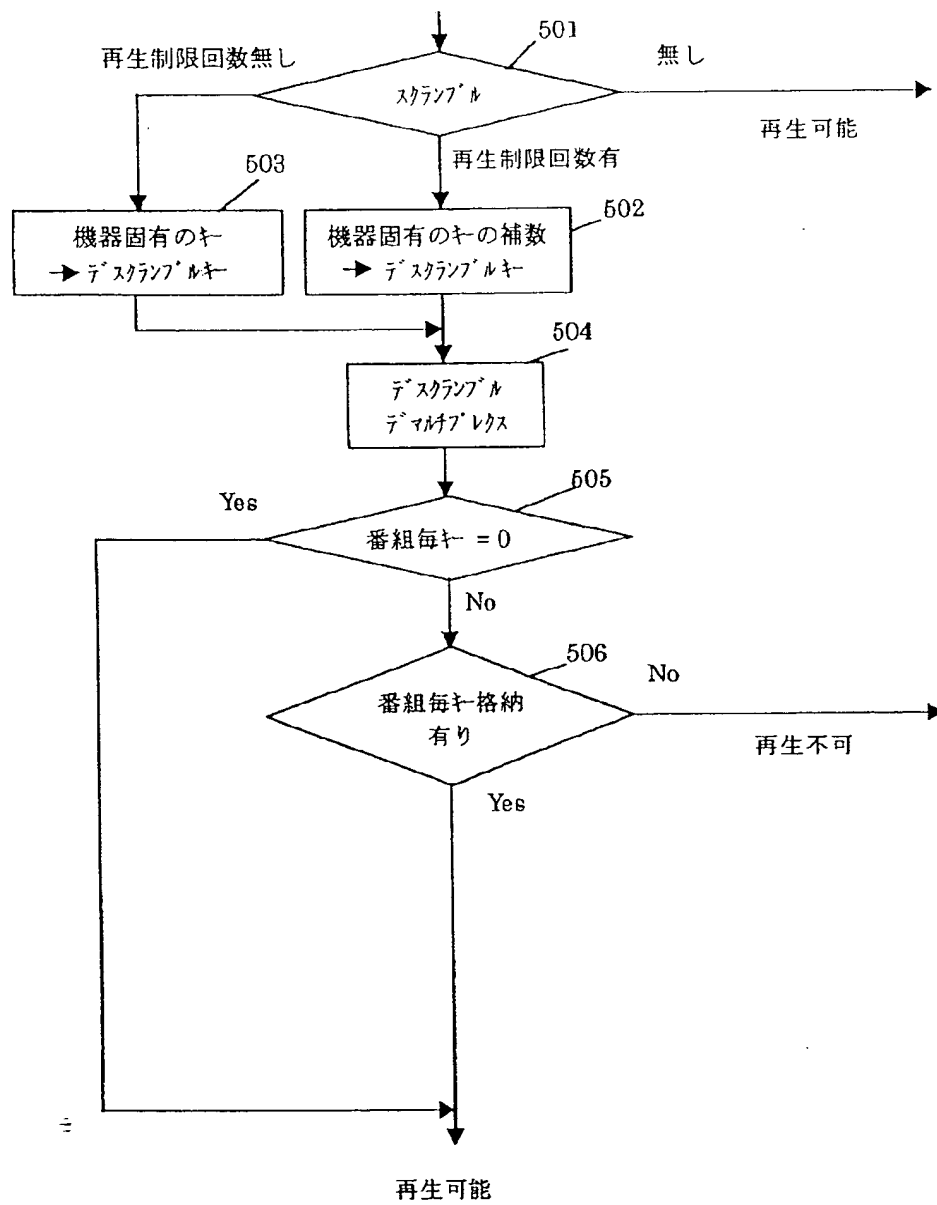 501
再生制限回数無し
無し
スクランブル
再生可能
再生制限回数有
503
502
機器固有のキー
→デスクランブルキー
機器固有のキーの補数
→デスクランブルキー
504
デスクランブル
デマルチプレクス
505
Yes
番組毎キー = 0
No
506
No
番組毎キー格納
有り
再生不可
Yes
再生可能